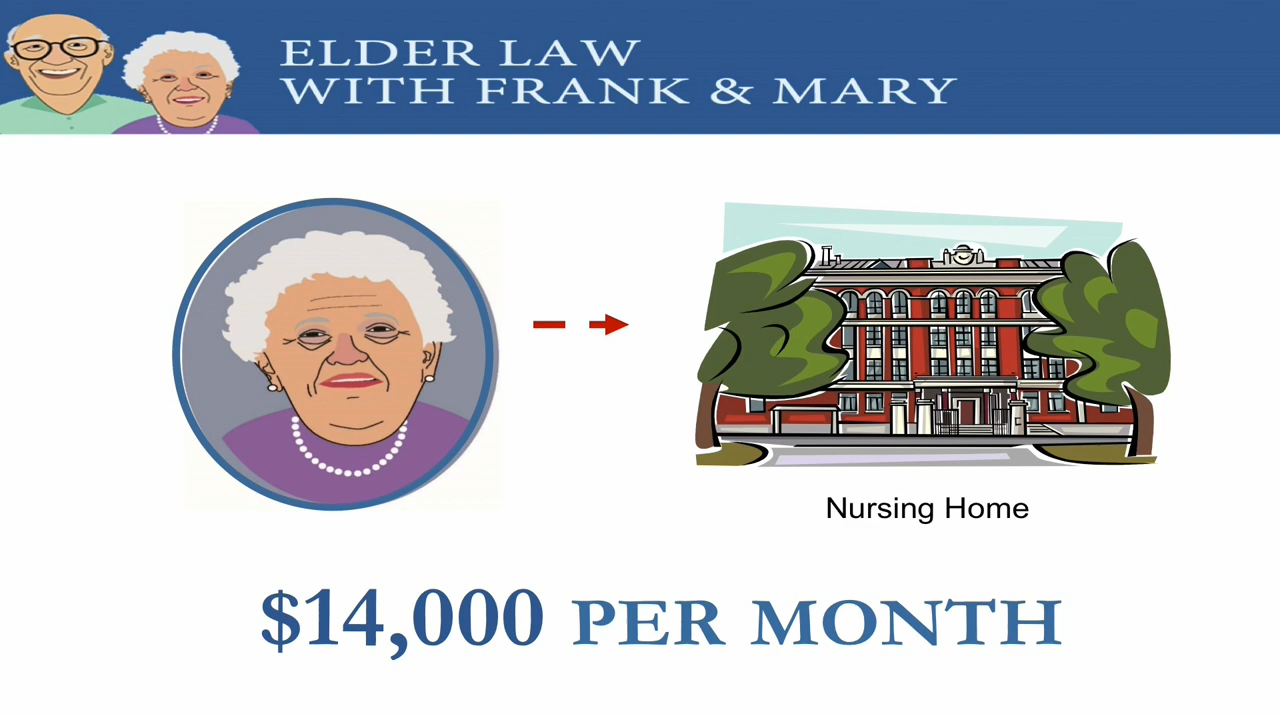 ELDER LAW
WITH FRANK & MARY
Nursing Home
$14,000 PER MONTH